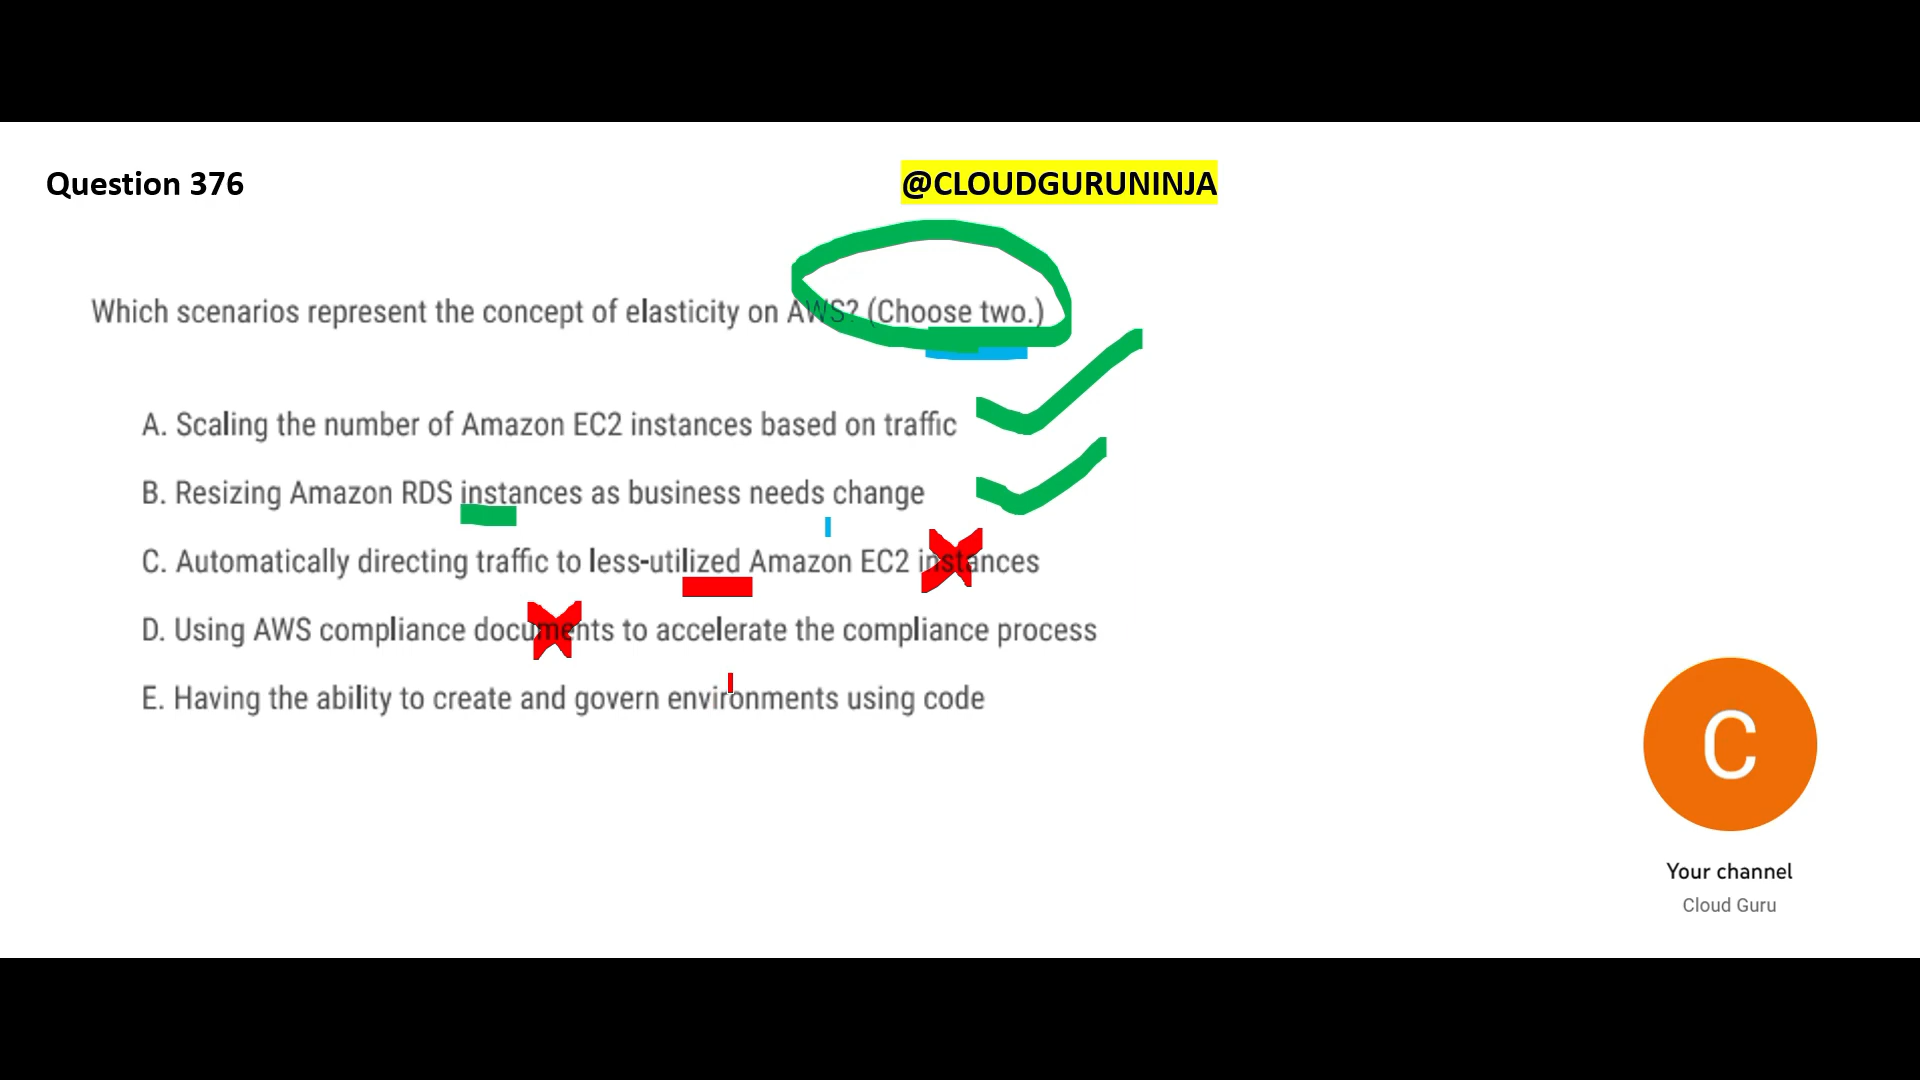 Question 376
@CLOUDGURUNINJA
Which scenarios represent the concept of elasticity on AWS? (Choose two.)
A. Scaling the number of Amazon EC2 instances based on traffic
B. Resizing Amazon RDS instances as business needs change
C. Automatically directing traffic to less-utilized Amazon EC2 instances
D. Using AWS compliance documents to accelerate the compliance process
E. Having the ability to create and govern environments using code
C
Your channel
Cloud Guru